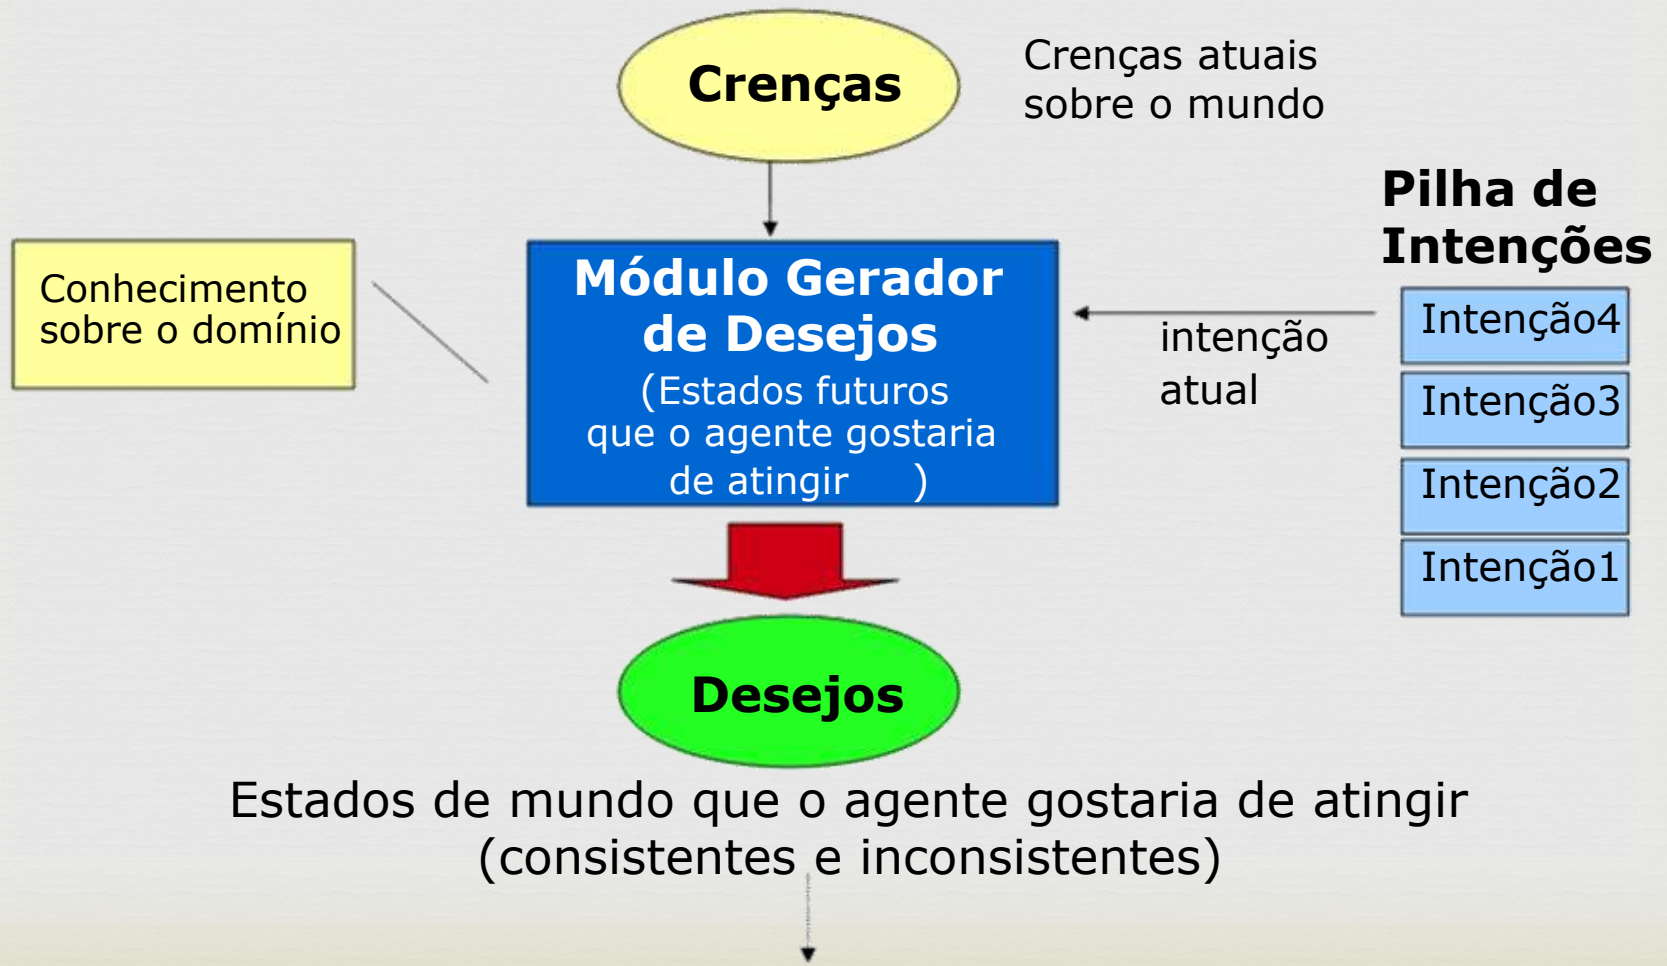 Crenças
Crenças atuais
sobre o mundo
Pilha de
Intenções
Conhecimento
sobre o domínio
Módulo Gerador
de Desejos
(Estados futuros
que o agente gostaria
de atingir )
intenção
atual
Intenção4
Intenção3
Intenção2
Intenção1
Desejos
Estados de mundo que o agente gostaria de atingir
(consistentes e inconsistentes)